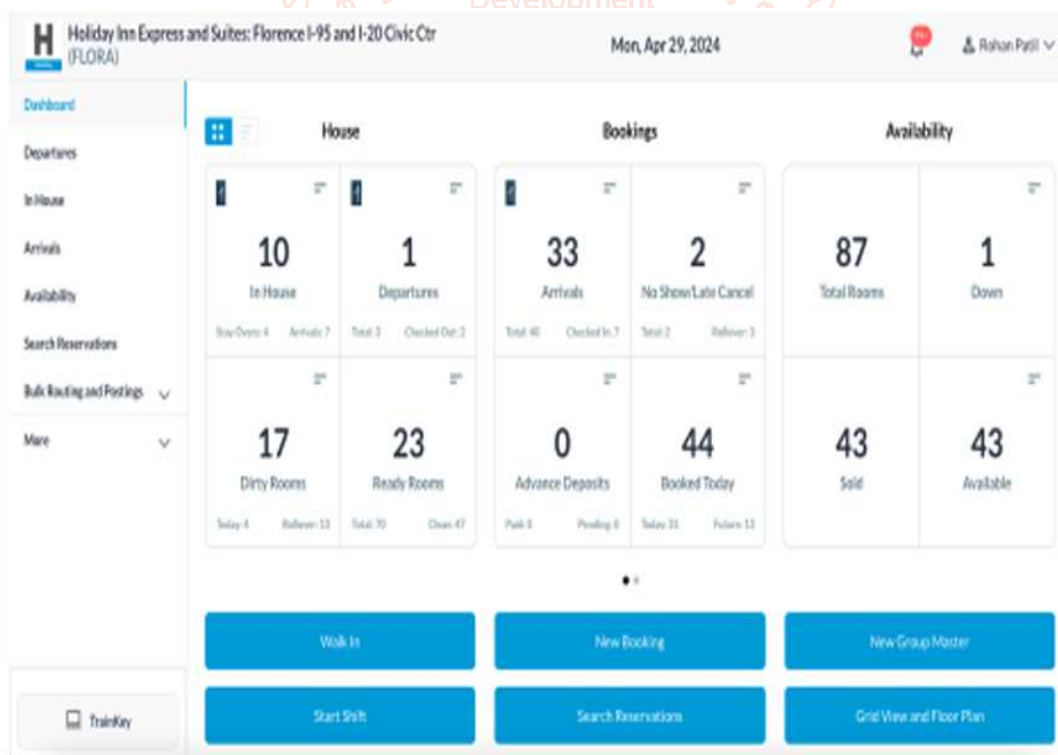 Development
H
Holiday Inn Express and Suites: Florence I-95 and I-20 Civic Ctr
(FLORA)
Mon, Apr 29, 2024
Rohan Patil
Dashboard
Departures
In House
Arrivals
Availability
Search Reservations
Bulk Routing and Postings
More
TrainKey
House
Bookings
Availability
10
In House
Stay Overs: 4 Arrivals: 7
1
Departures
Total: 3 Checked Out: 2
33
Arrivals
Total: 40 Checked In: 7
2
No Show/Late Cancel
Total: 2 Rollover: 3
87
Total Rooms
1
Down
17
Dirty Rooms
Today: 4 Rollover: 13
23
Ready Rooms
Total: 70 Clean: 47
0
Advance Deposits
Paid: 0 Pending: 0
44
Booked Today
Today: 31 Future: 13
43
Sold
43
Available
Walk In
New Booking
New Group Master
Start Shift
Search Reservations
Grid View and Floor Plan